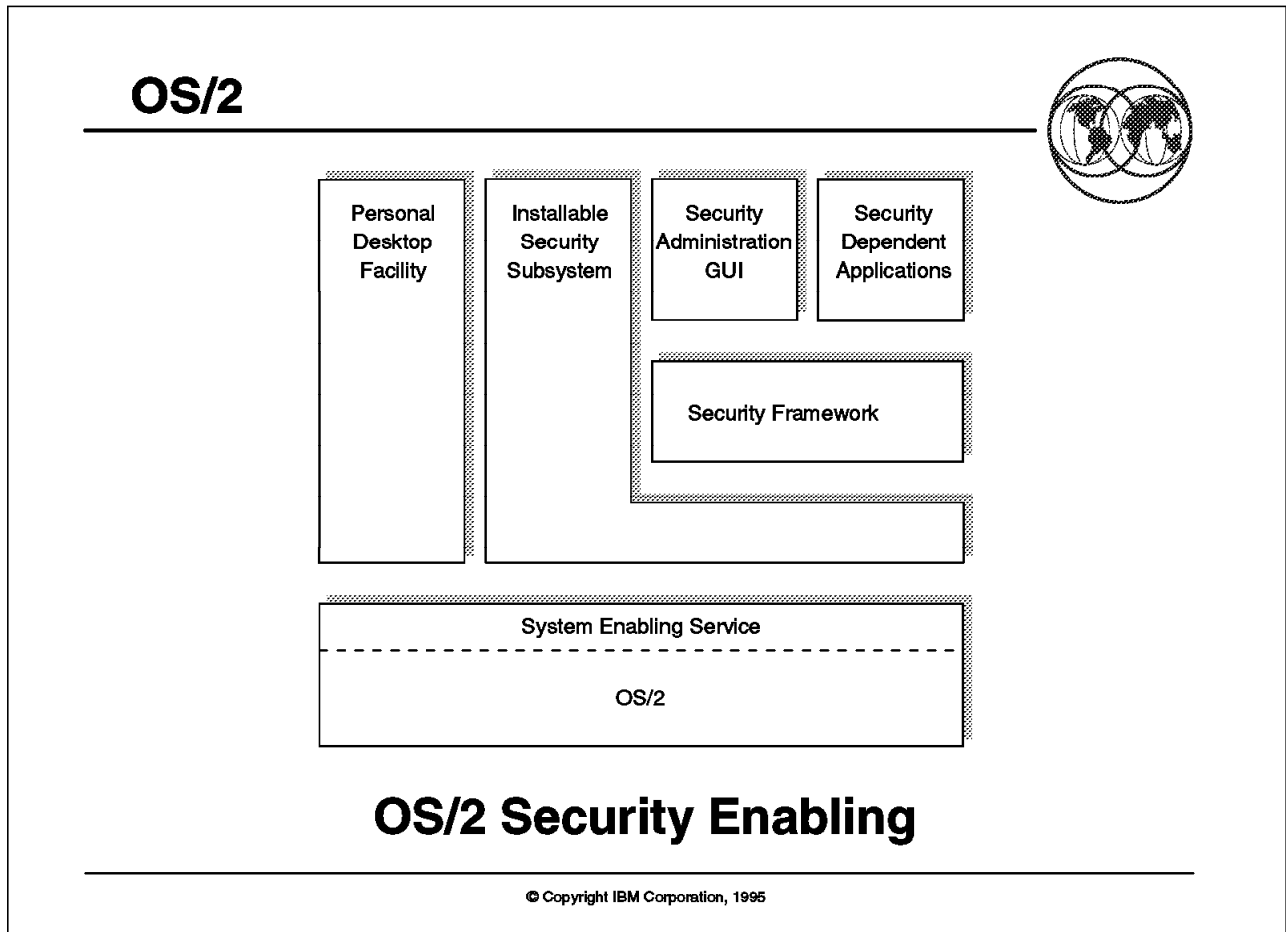 OS/2
Personal
Desktop
Facility
Installable
Security
Subsystem
Security
Administration
GUI
Security
Dependent
Applications
Security Framework
System Enabling Service
OS/2
OS/2 Security Enabling
© Copyright IBM Corporation, 1995